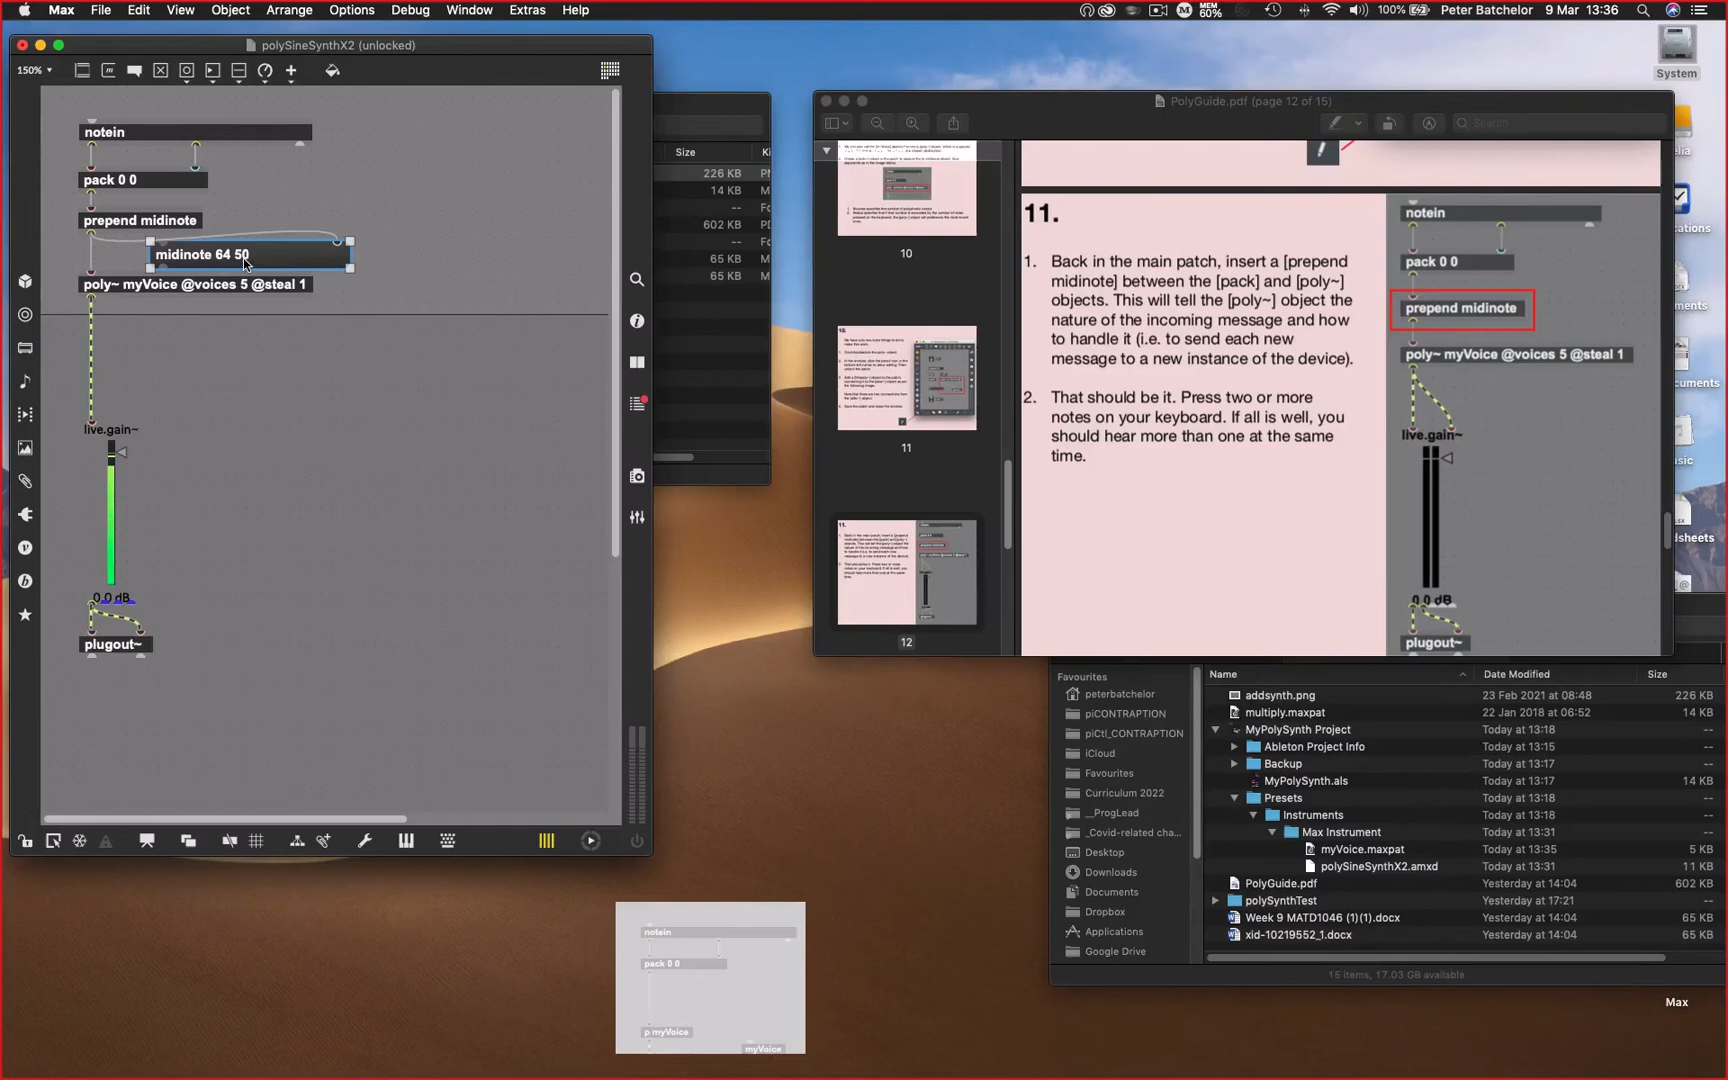 Max File Edit View Object Arrange Options Debug Window Extras Help
MEM 60% 100% Peter Batchelor 9 Mar 13:36
polySineSynthX2 (unlocked)
150%
notein
pack 0 0
prepend midinote
midinote 64 50
poly~ myVoice @voices 5 @steal 1
live.gain~
0.0 dB
plugout~
Size
226 KB
14 KB
--
602 KB
--
65 KB
65 KB
PolyGuide.pdf (page 12 of 15)
Search
10
11
12
11.
1. Back in the main patch, insert a [prepend
midinote] between the [pack] and [poly~]
objects. This will tell the [poly~] object the
nature of the incoming message and how
to handle it (i.e. to send each new
message to a new instance of the device).
2. That should be it. Press two or more
notes on your keyboard. If all is well, you
should hear more than one at the same
time.
notein
pack 0 0
prepend midinote
poly~ myVoice @voices 5 @steal 1
live.gain~
0.0 dB
plugout~
System
Favourites
peterbatchelor
piCONTRAPTION
piCtl_CONTRAPTION
iCloud
Favourites
Curriculum 2022
__ProgLead
_Covid-related cha...
Desktop
Downloads
Documents
Dropbox
Applications
Google Drive
Name Date Modified Size
addsynth.png 23 Feb 2021 at 08:48 226 KB
multiply.maxpat 22 Jan 2018 at 06:52 14 KB
MyPolySynth Project Today at 13:18 --
Ableton Project Info Today at 13:15 --
Backup Today at 13:17 --
MyPolySynth.als Today at 13:17 14 KB
Presets Today at 13:18 --
Instruments Today at 13:18 --
Max Instrument Today at 13:31 --
myVoice.maxpat Today at 13:35 5 KB
polySineSynthX2.amxd Today at 13:31 11 KB
PolyGuide.pdf Yesterday at 14:04 602 KB
polySynthTest Yesterday at 17:21 --
Week 9 MATD1046 (1)(1).docx Yesterday at 14:04 65 KB
xid-10219552_1.docx Yesterday at 14:04 65 KB
15 items, 17.03 GB available
Max
notein
pack 0 0
p myVoice
myVoice